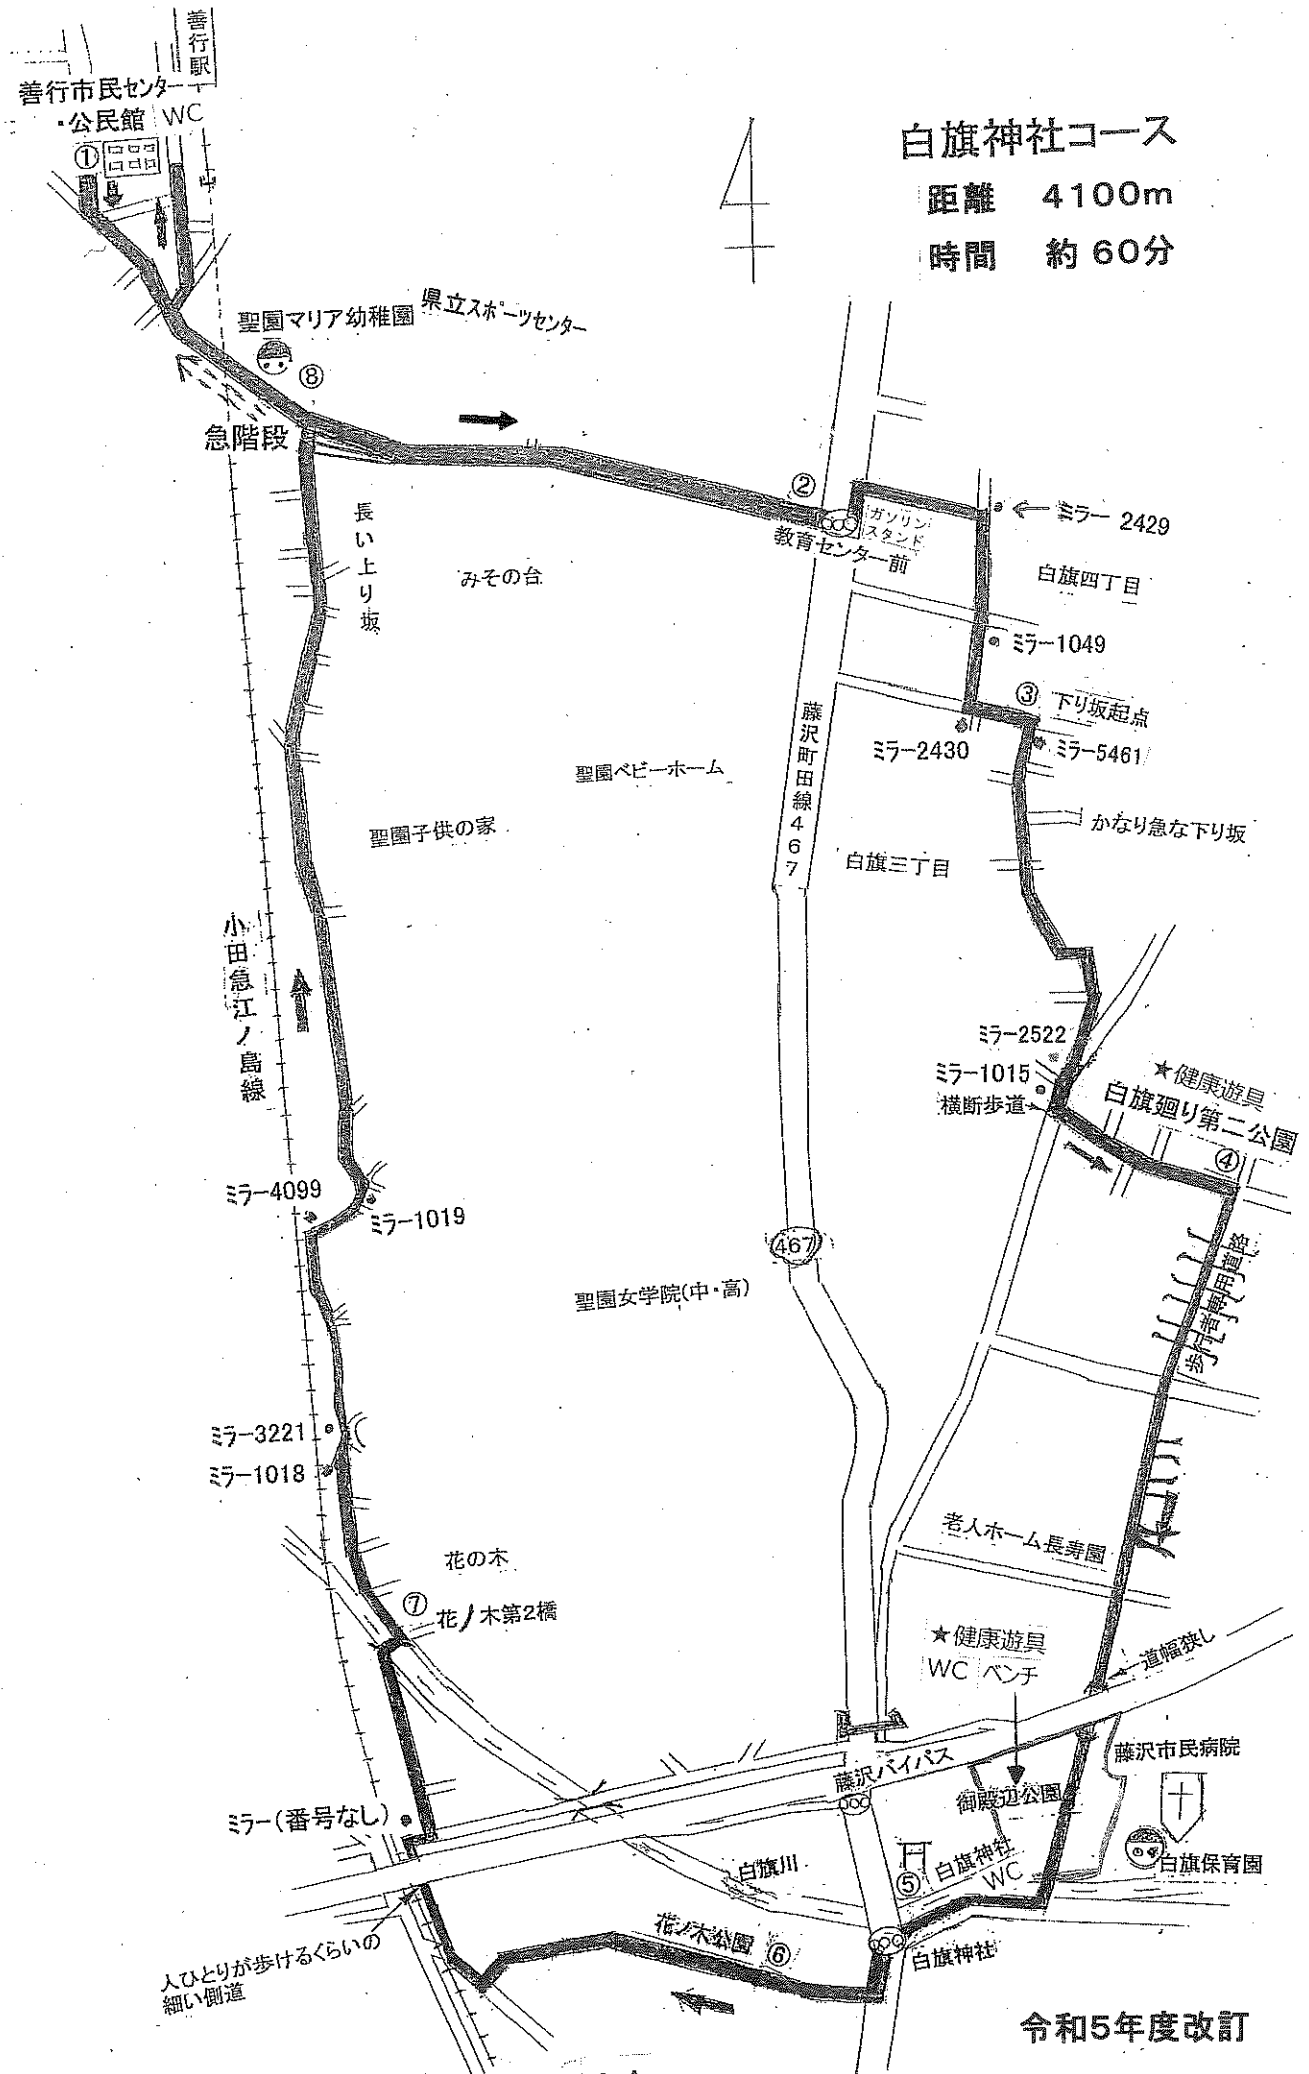 善行駅
善行市民センター
・公民館 WC
①
白旗神社コース
距離 4100m
時間 約60分
聖園マリア幼稚園
県立スポーツセンター
⑧
急階段
②
ガソリン
スタンド
教育センター前
ミラー 2429
長い上り坂
みその台
白旗四丁目
ミラー1049
③ 下り坂起点
ミラー2430
ミラー5461
藤沢町田線467
聖園ベビーホーム
かなり急な下り坂
聖園子供の家
白旗三丁目
小田急江ノ島線
ミラー2522
ミラー1015
横断歩道
★健康遊具
白旗廻り第二公園
④
ミラー4099
ミラー1019
歩行者専用道路
467
聖園女学院(中・高)
ミラー3221
ミラー1018
老人ホーム長寿園
花の木
⑦ 花ノ木第2橋
★健康遊具
WC ベンチ
道幅狭し
藤沢バイパス
藤沢市民病院
御殿辺公園
ミラー(番号なし)
白旗川
⑤
白旗神社
WC
白旗保育園
花ノ木公園 ⑥
白旗神社
人ひとりが歩けるくらいの
細い側道
令和5年度改訂